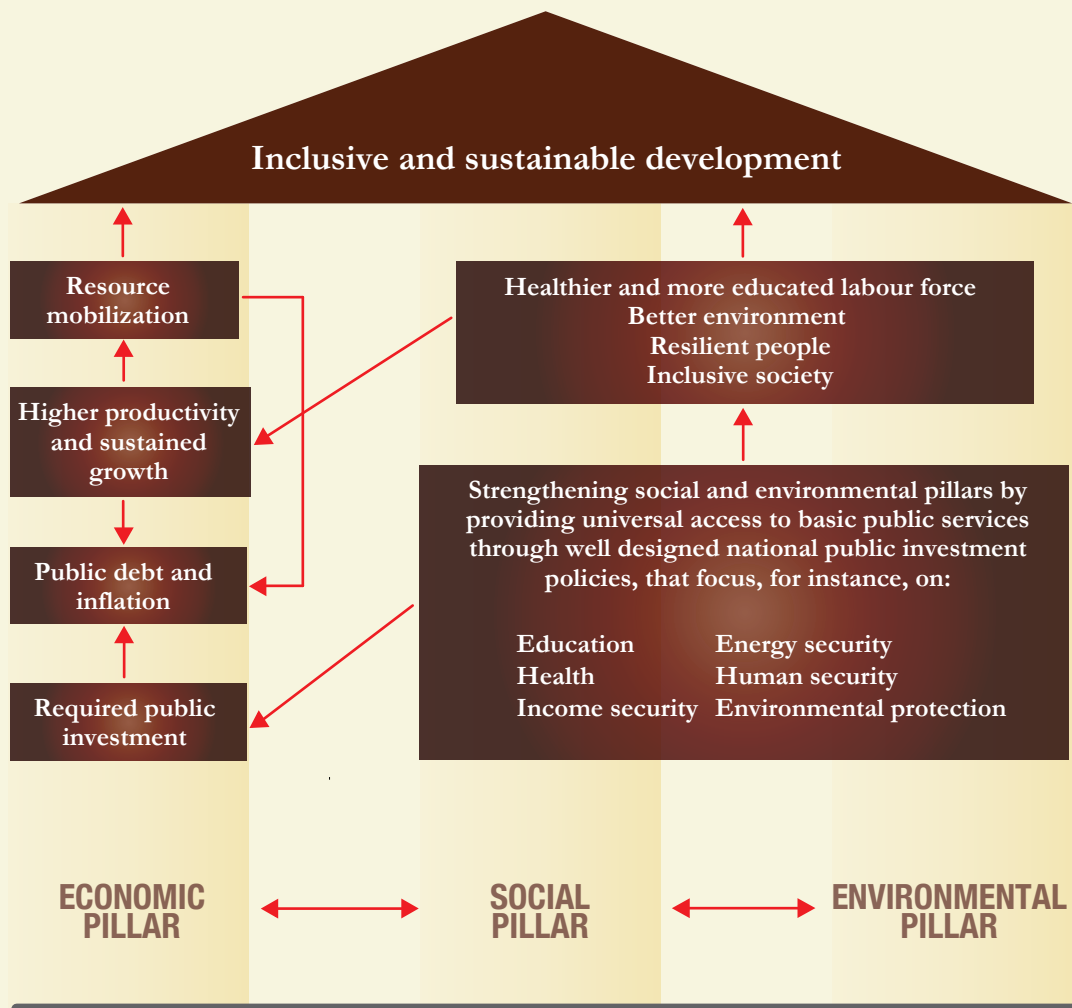 Inclusive and sustainable development
Resource
mobilization
Higher productivity
and sustained
growth
Public debt and
inflation
Required public
investment
Healthier and more educated labour force
Better environment
Resilient people
Inclusive society
Strengthening social and environmental pillars by
providing universal access to basic public services
through well designed national public investment
policies, that focus, for instance, on:
Education Energy security
Health Human security
Income security Environmental protection
ECONOMIC
PILLAR
SOCIAL
PILLAR
ENVIRONMENTAL
PILLAR